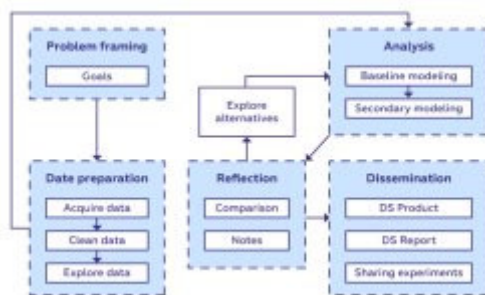 Problem framing
Goals
Analysis
Baseline modeling
Secondary modeling
Explore
alternatives
Date preparation
Acquire data
Clean data
Explore data
Reflection
Comparison
Notes
Dissemination
DS Product
DS Report
Sharing experiments